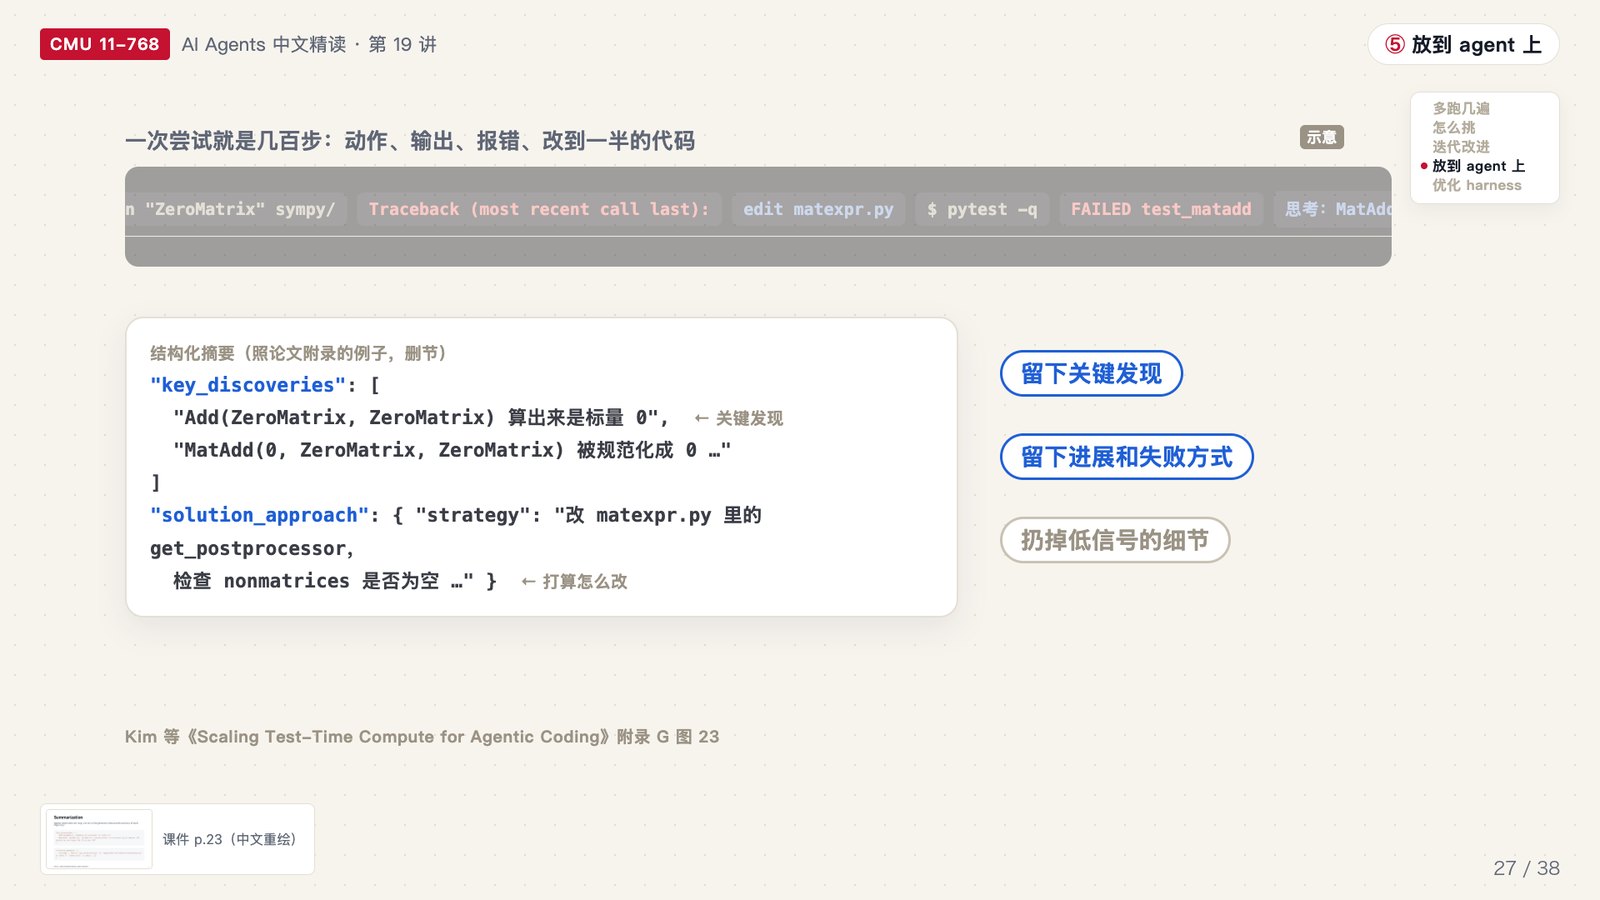 CMU 11-768 AI Agents 中文精读 · 第 19 讲
⑤ 放到 agent 上
多跑几遍
怎么挑
迭代改进
放到 agent 上
优化 harness
一次尝试就是几百步：动作、输出、报错、改到一半的代码
示意
n "ZeroMatrix" sympy/ Traceback (most recent call last): edit matexpr.py $ pytest -q FAILED test_matadd 思考：MatAdd
结构化摘要（照论文附录的例子，删节）
"key_discoveries": [
"Add(ZeroMatrix, ZeroMatrix) 算出来是标量 0", ← 关键发现
"MatAdd(0, ZeroMatrix, ZeroMatrix) 被规范化成 0 …"
]
"solution_approach": { "strategy": "改 matexpr.py 里的
get_postprocessor,
检查 nonmatrices 是否为空 …" } ← 打算怎么改
留下关键发现
留下进展和失败方式
扔掉低信号的细节
Kim 等《Scaling Test-Time Compute for Agentic Coding》附录 G 图 23
Summarization
课件 p.23（中文重绘）
27 / 38